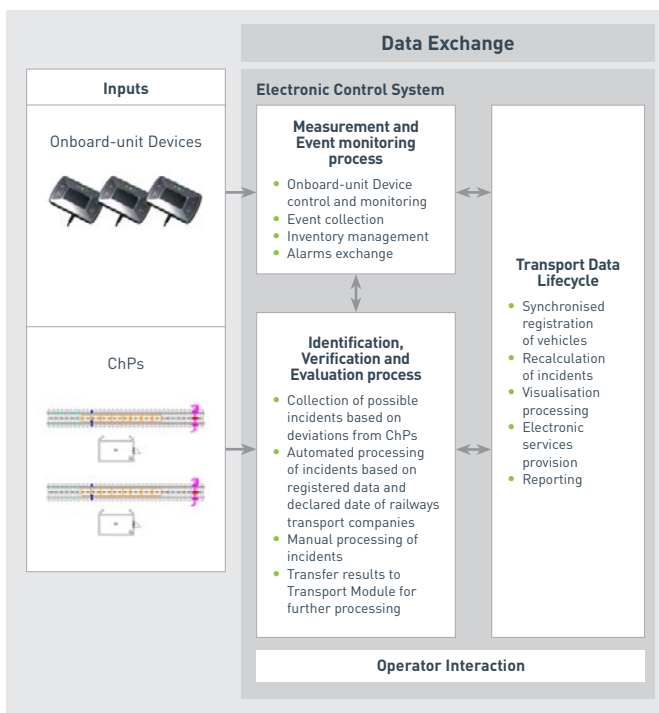 Data Exchange
Inputs
Onboard-unit Devices
ChPs
Electronic Control System
Measurement and
Event monitoring
process
• Onboard-unit Device
control and monitoring
• Event collection
• Inventory management
• Alarms exchange
Identification,
Verification and
Evaluation process
• Collection of possible
incidents based on
deviations from ChPs
• Automated processing
of incidents based on
registered data and
declared date of railways
transport companies
• Manual processing of
incidents
• Transfer results to
Transport Module for
further processing
Transport Data
Lifecycle
• Synchronised
registration
of vehicles
• Recalculation
of incidents
• Visualisation
processing
• Electronic
services
provision
• Reporting
Operator Interaction